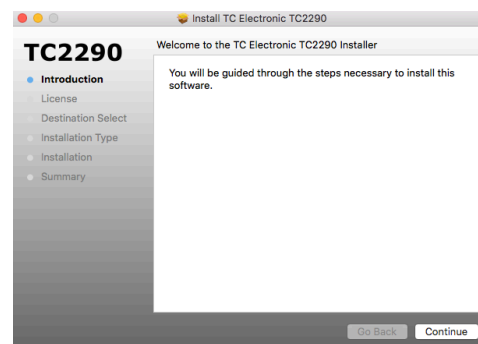 Install TC Electronic TC2290
TC2290
Welcome to the TC Electronic TC2290 Installer
Introduction
License
Destination Select
Installation Type
Installation
Summary
You will be guided through the steps necessary to install this
software.
Go Back
Continue